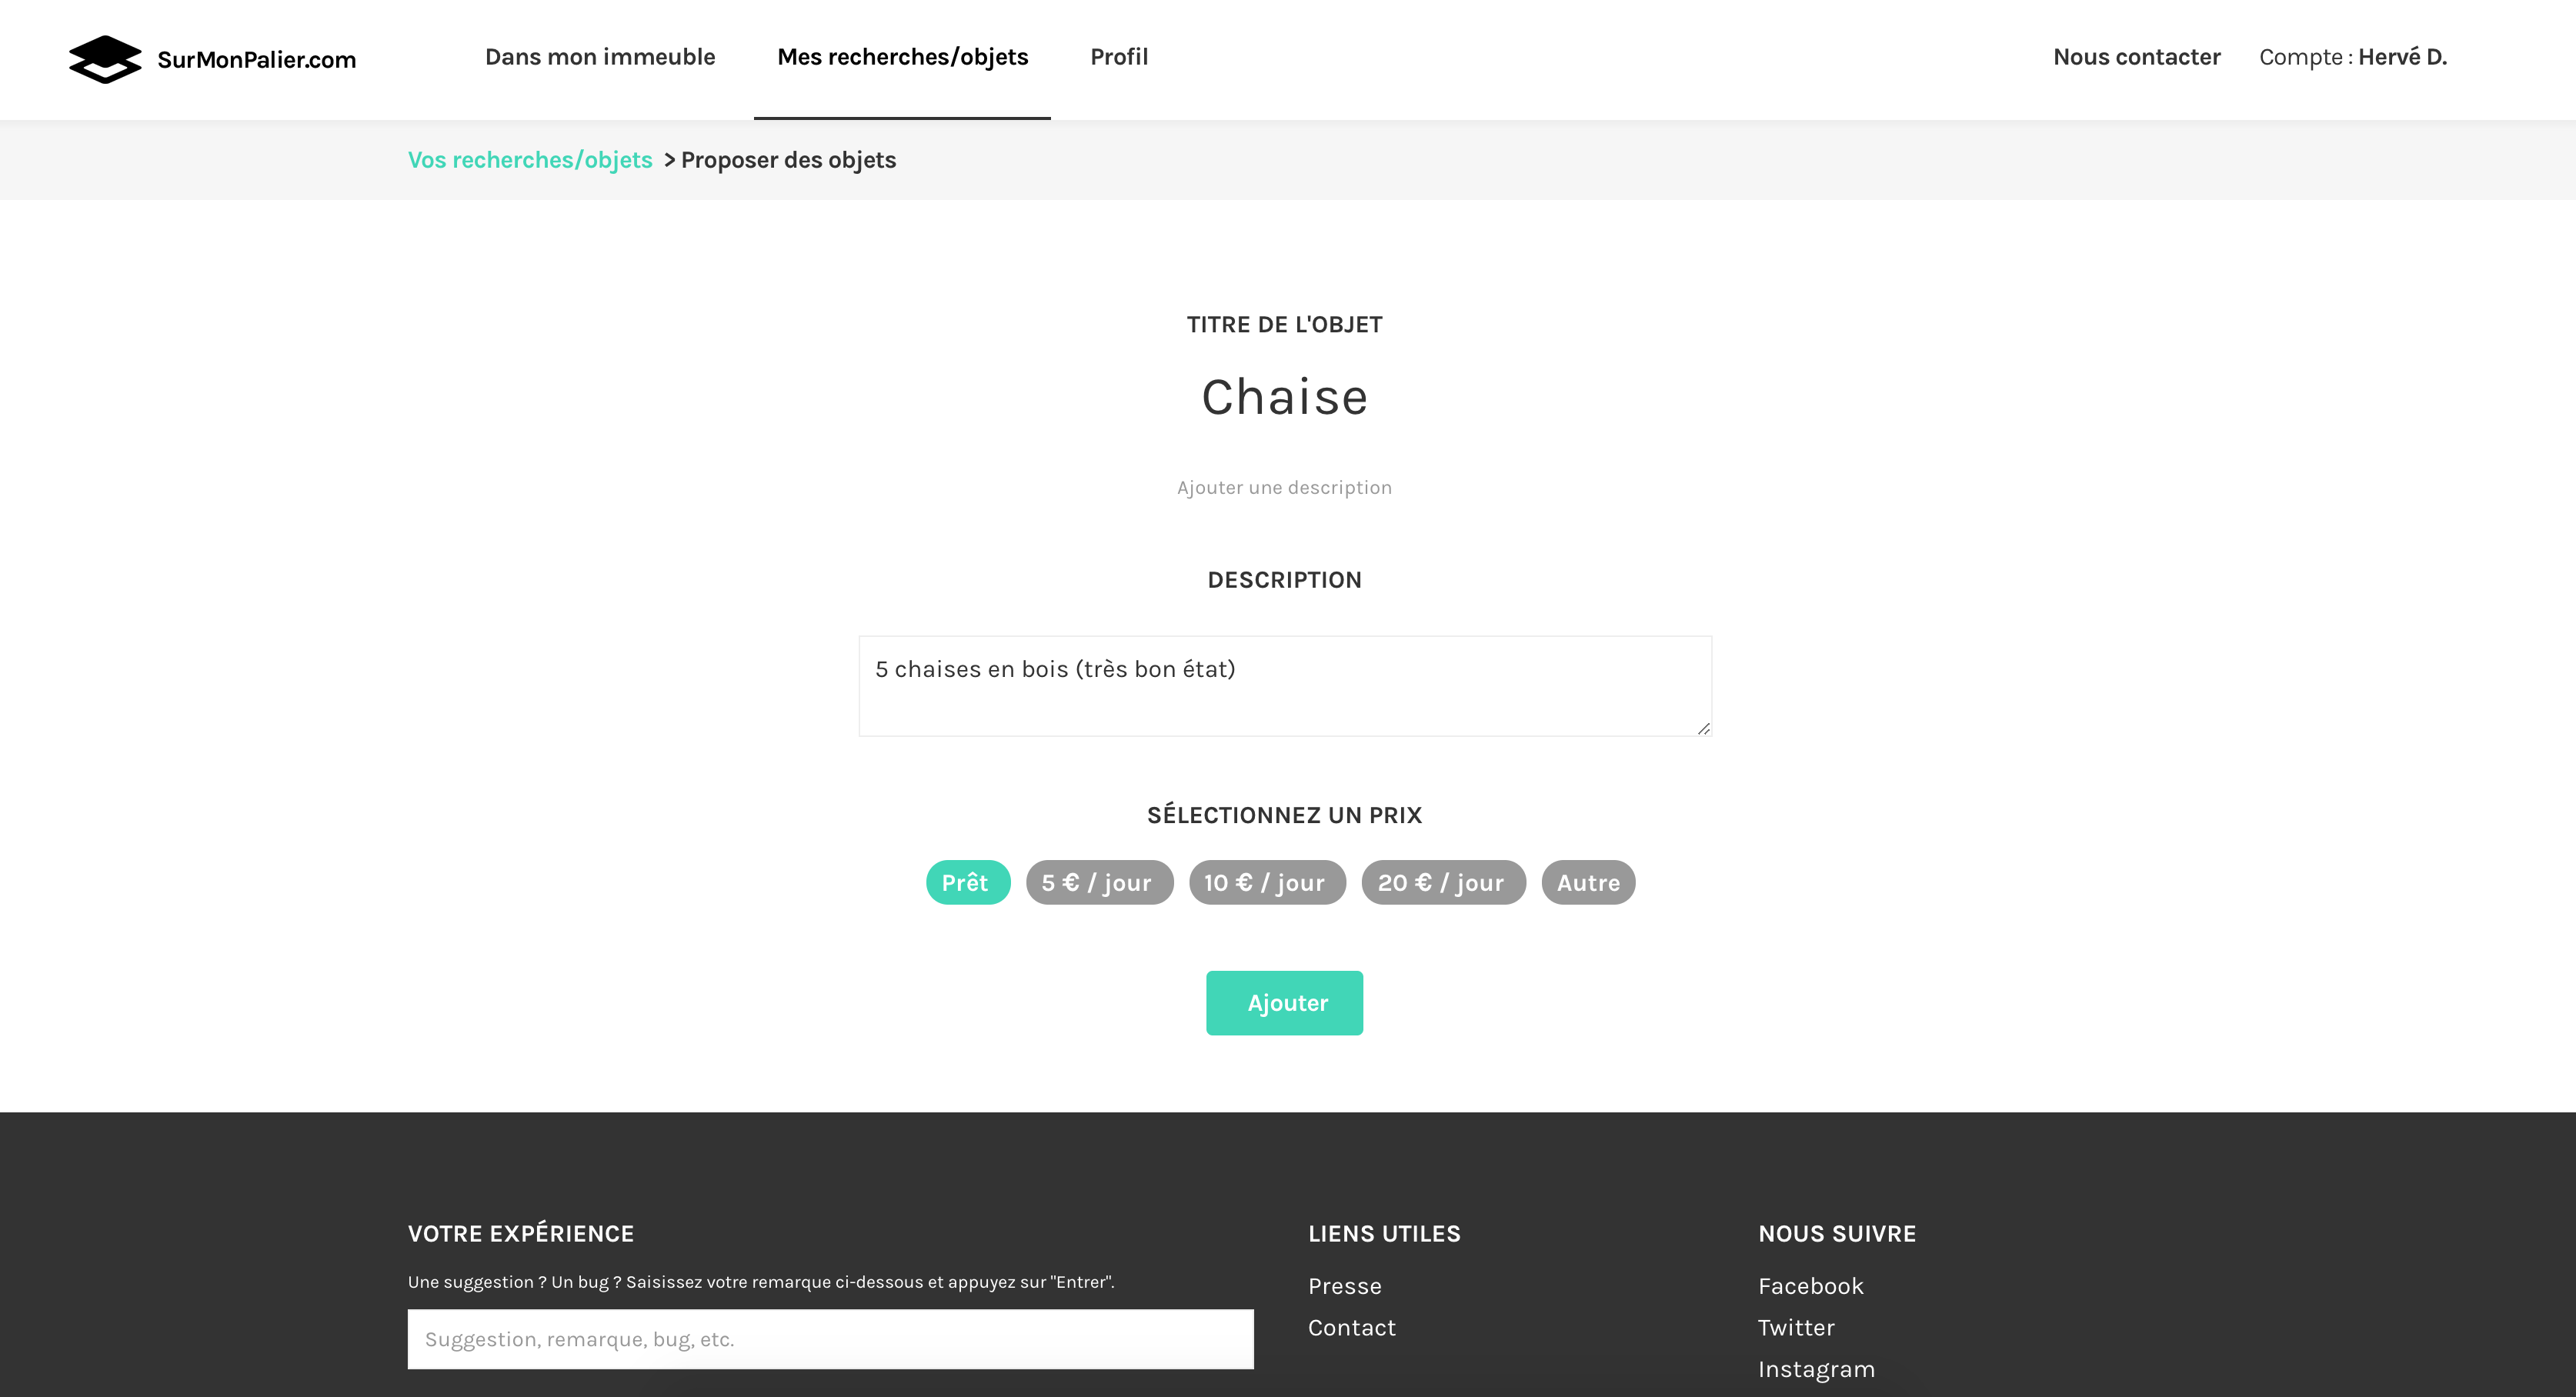 SurMonPalier.com
Dans mon immeuble
Mes recherches/objets
Profil
Nous contacter
Compte : Hervé D.
Vos recherches/objets > Proposer des objets
TITRE DE L'OBJET
Chaise
Ajouter une description
DESCRIPTION
5 chaises en bois (très bon état)
SÉLECTIONNEZ UN PRIX
Prêt
5 € / jour
10 € / jour
20 € / jour
Autre
Ajouter
VOTRE EXPÉRIENCE
Une suggestion ? Un bug ? Saisissez votre remarque ci-dessous et appuyez sur "Entrer".
Suggestion, remarque, bug, etc.
LIENS UTILES
Presse
Contact
NOUS SUIVRE
Facebook
Twitter
Instagram